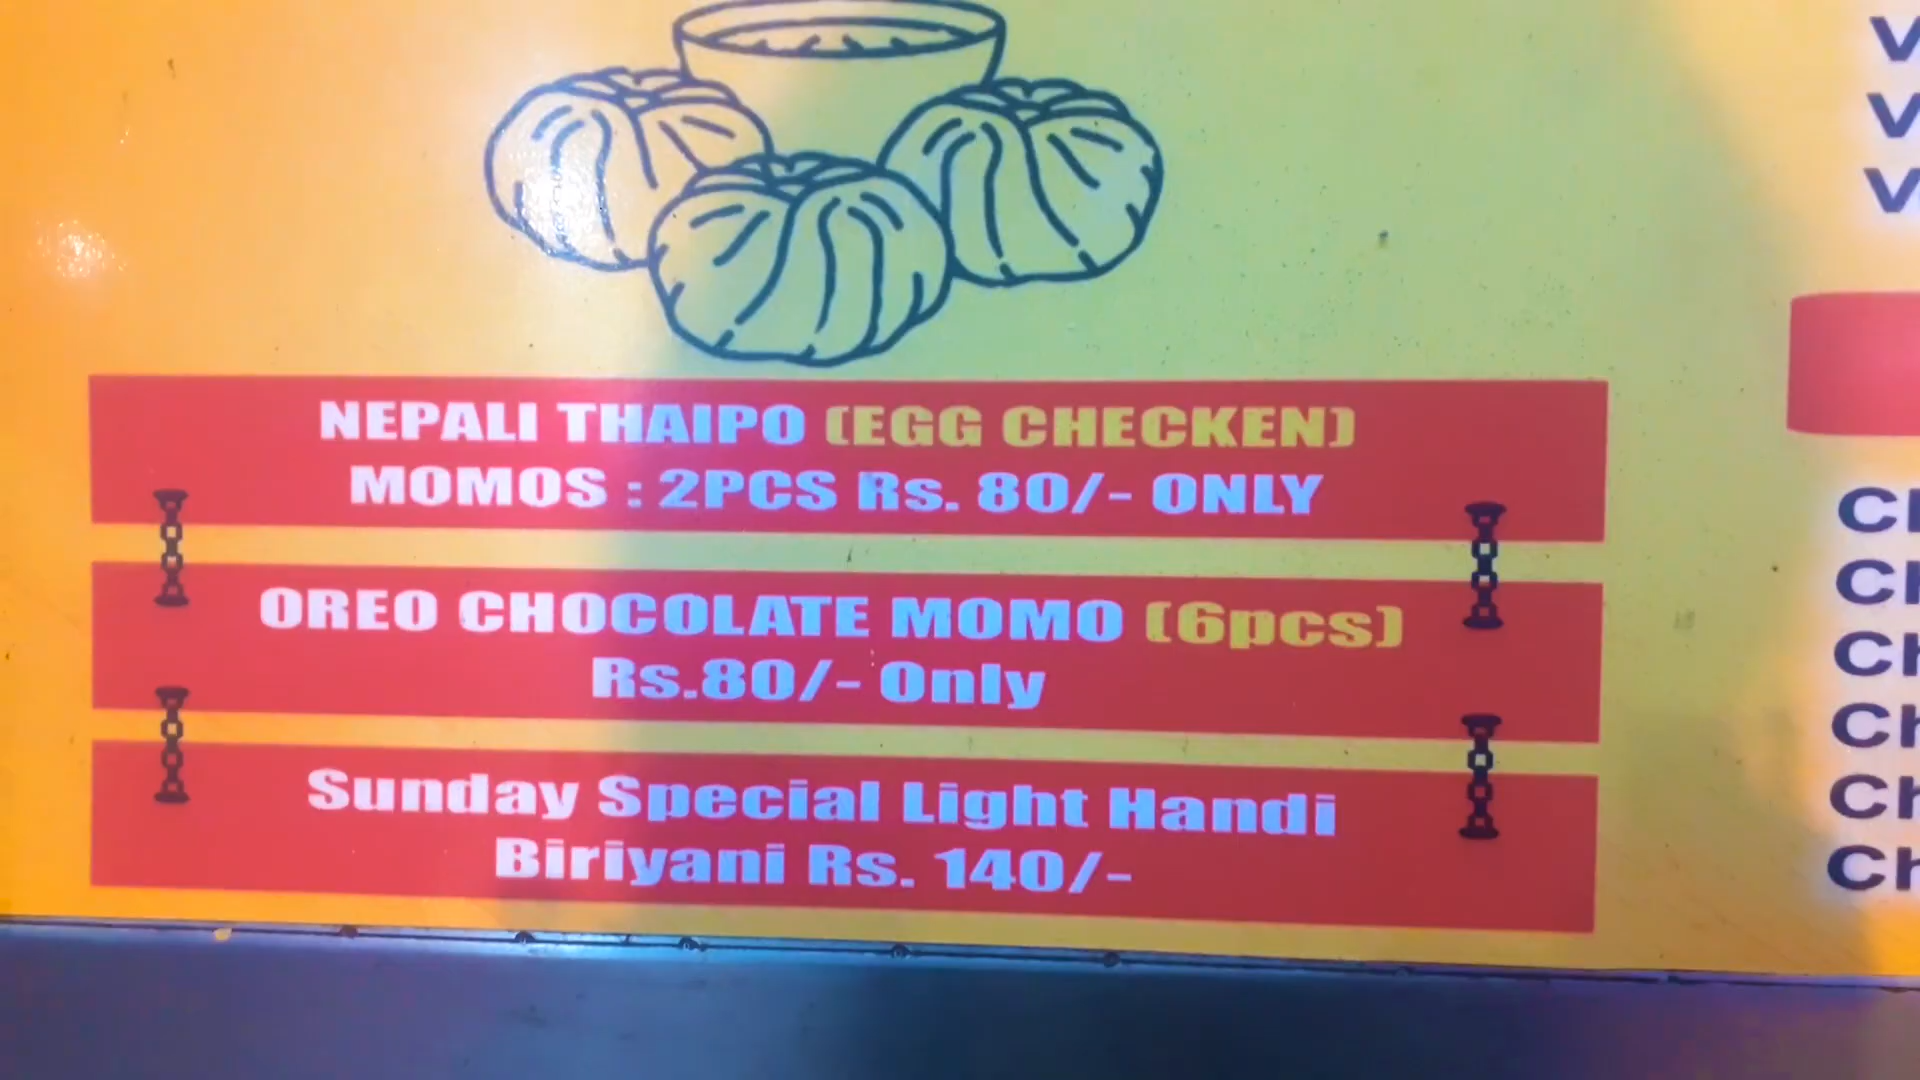 NEPALI THAIPO (EGG CHECKEN)
MOMOS : 2PCS Rs. 80/- ONLY
OREO CHOCOLATE MOMO (6pcs)
Rs.80/- Only
Sunday Special Light Handi
Biriyani Rs. 140/-